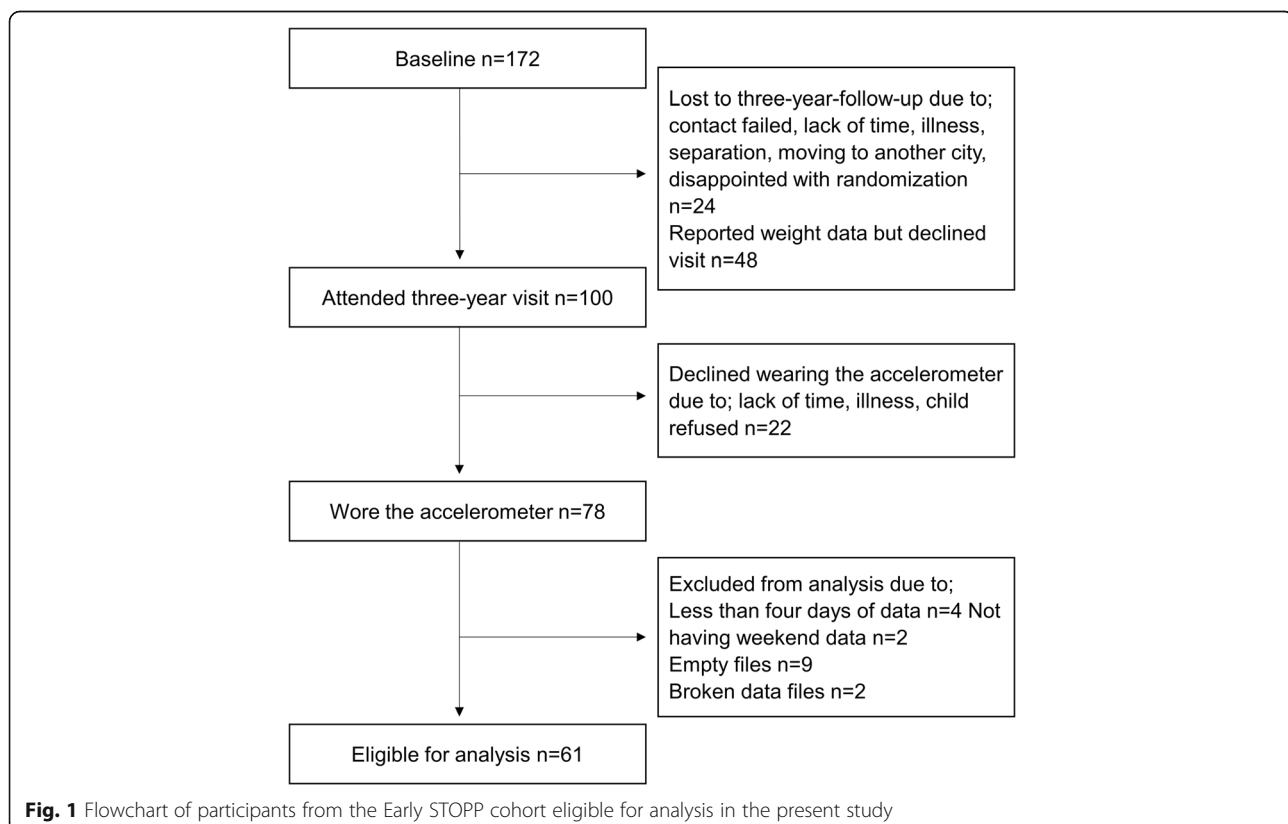 Baseline n=172
Lost to three-year-follow-up due to;
contact failed, lack of time, illness,
separation, moving to another city,
disappointed with randomization
n=24
Reported weight data but declined
visit n=48
Attended three-year visit n=100
Declined wearing the accelerometer
due to; lack of time, illness, child
refused n=22
Wore the accelerometer n=78
Excluded from analysis due to;
Less than four days of data n=4 Not
having weekend data n=2
Empty files n=9
Broken data files n=2
Eligible for analysis n=61
Fig. 1 Flowchart of participants from the Early STOPP cohort eligible for analysis in the present study